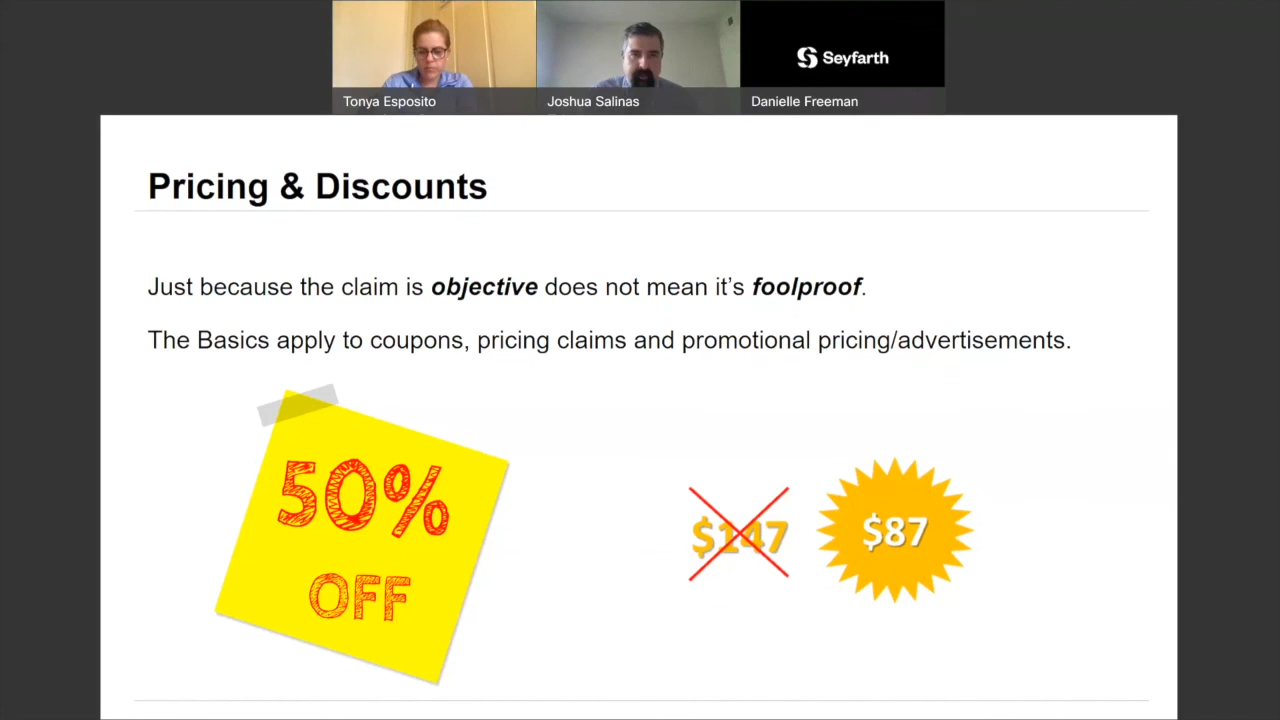 Seyfarth
Tonya Esposito
Joshua Salinas
Danielle Freeman
Pricing & Discounts
Just because the claim is objective does not mean it’s foolproof.
The Basics apply to coupons, pricing claims and promotional pricing/advertisements.
50%
OFF
$147
$87